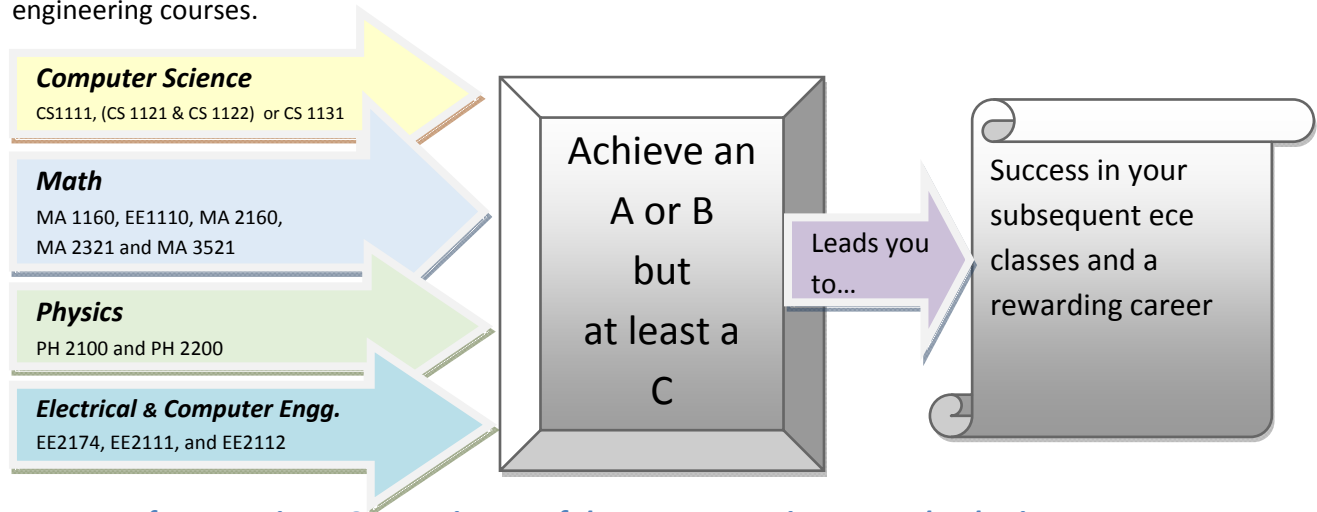 engineering courses.
Computer Science
CS1111, (CS 1121 & CS 1122) or CS 1131
Math
MA 1160, EE1110, MA 2160,
MA 2321 and MA 3521
Physics
PH 2100 and PH 2200
Electrical & Computer Engg.
EE2174, EE2111, and EE2112
Achieve an
A or B
but
at least a
C
Leads you
to…
Success in your
subsequent ece
classes and a
rewarding career